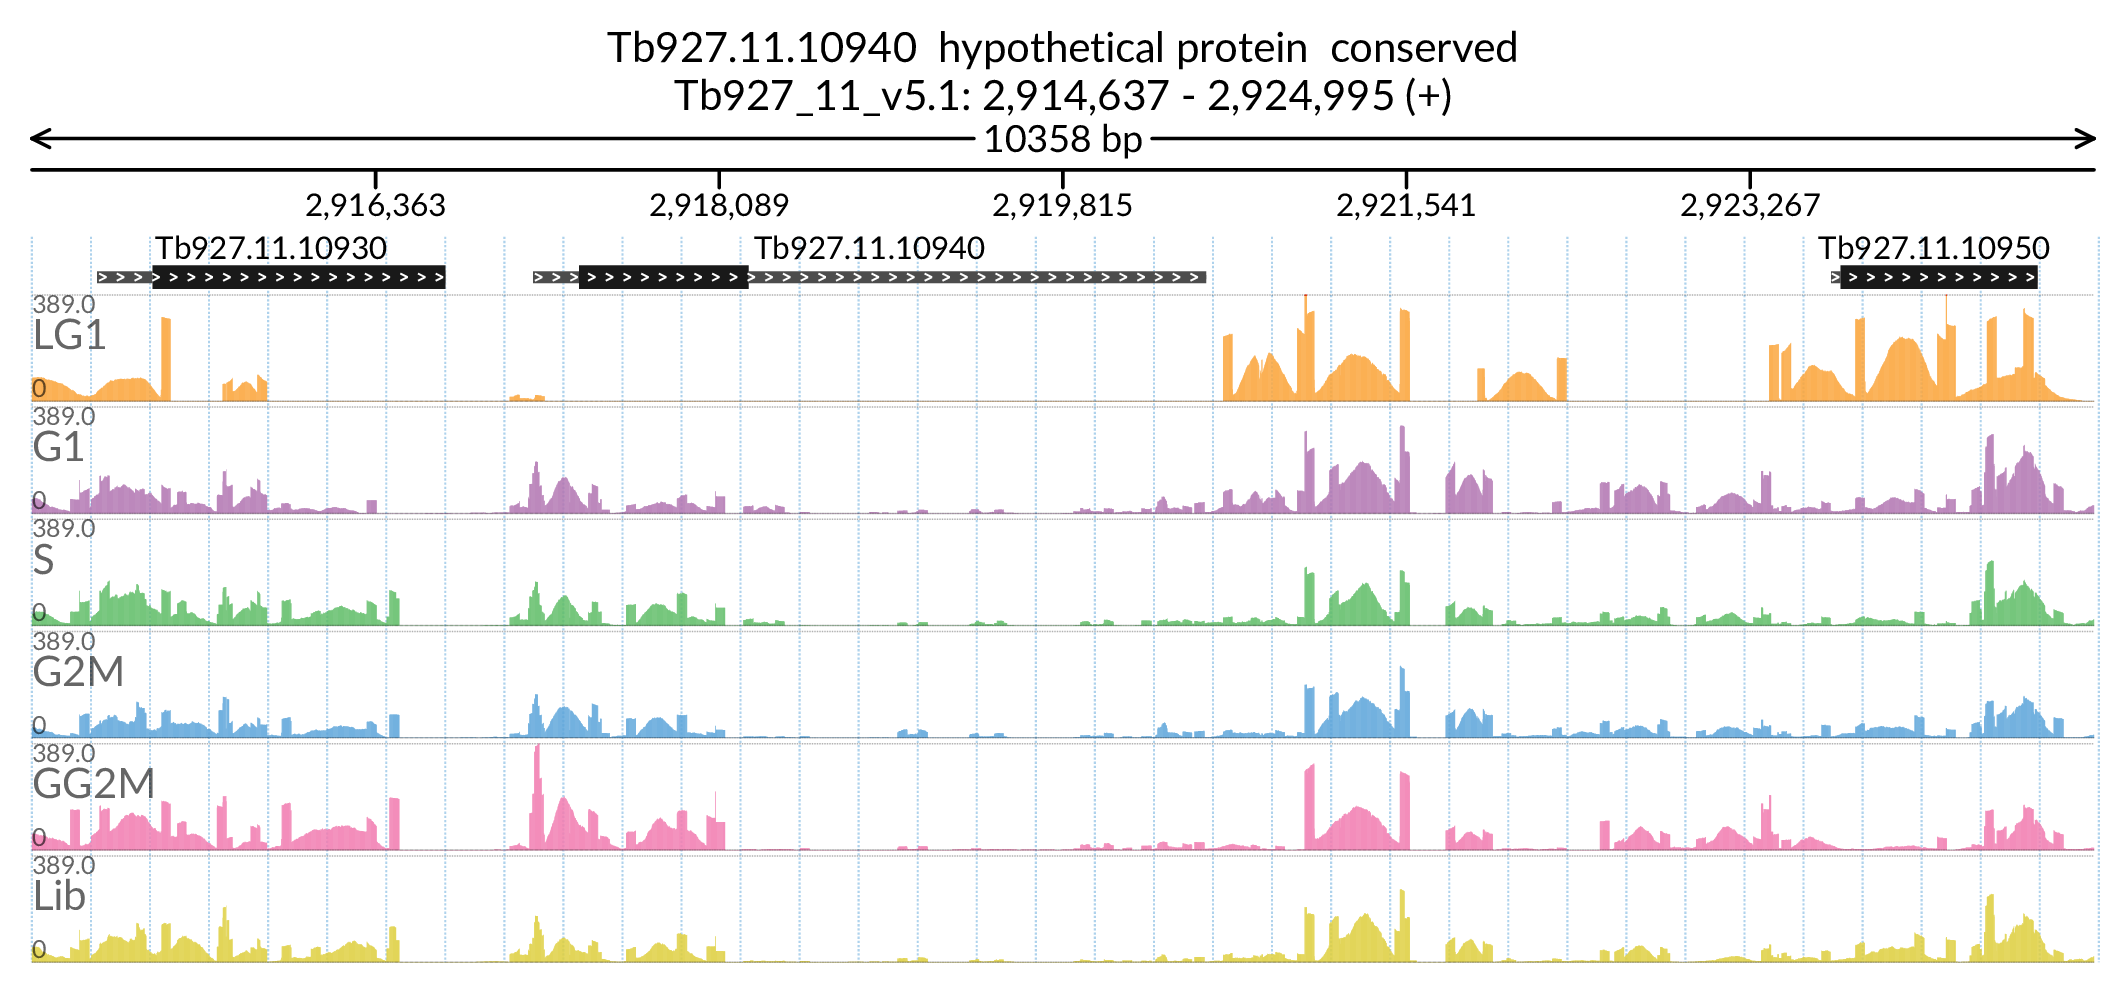 Tb927.11.10940 hypothetical protein conserved
Tb927_11_v5.1: 2,914,637 - 2,924,995 (+)
10358 bp
2,916,363 2,918,089 2,919,815 2,921,541 2,923,267
Tb927.11.10930 Tb927.11.10940 Tb927.11.10950
389.0
LG1
0
389.0
G1
0
389.0
S
0
389.0
G2M
0
389.0
GG2M
0
389.0
Lib
0